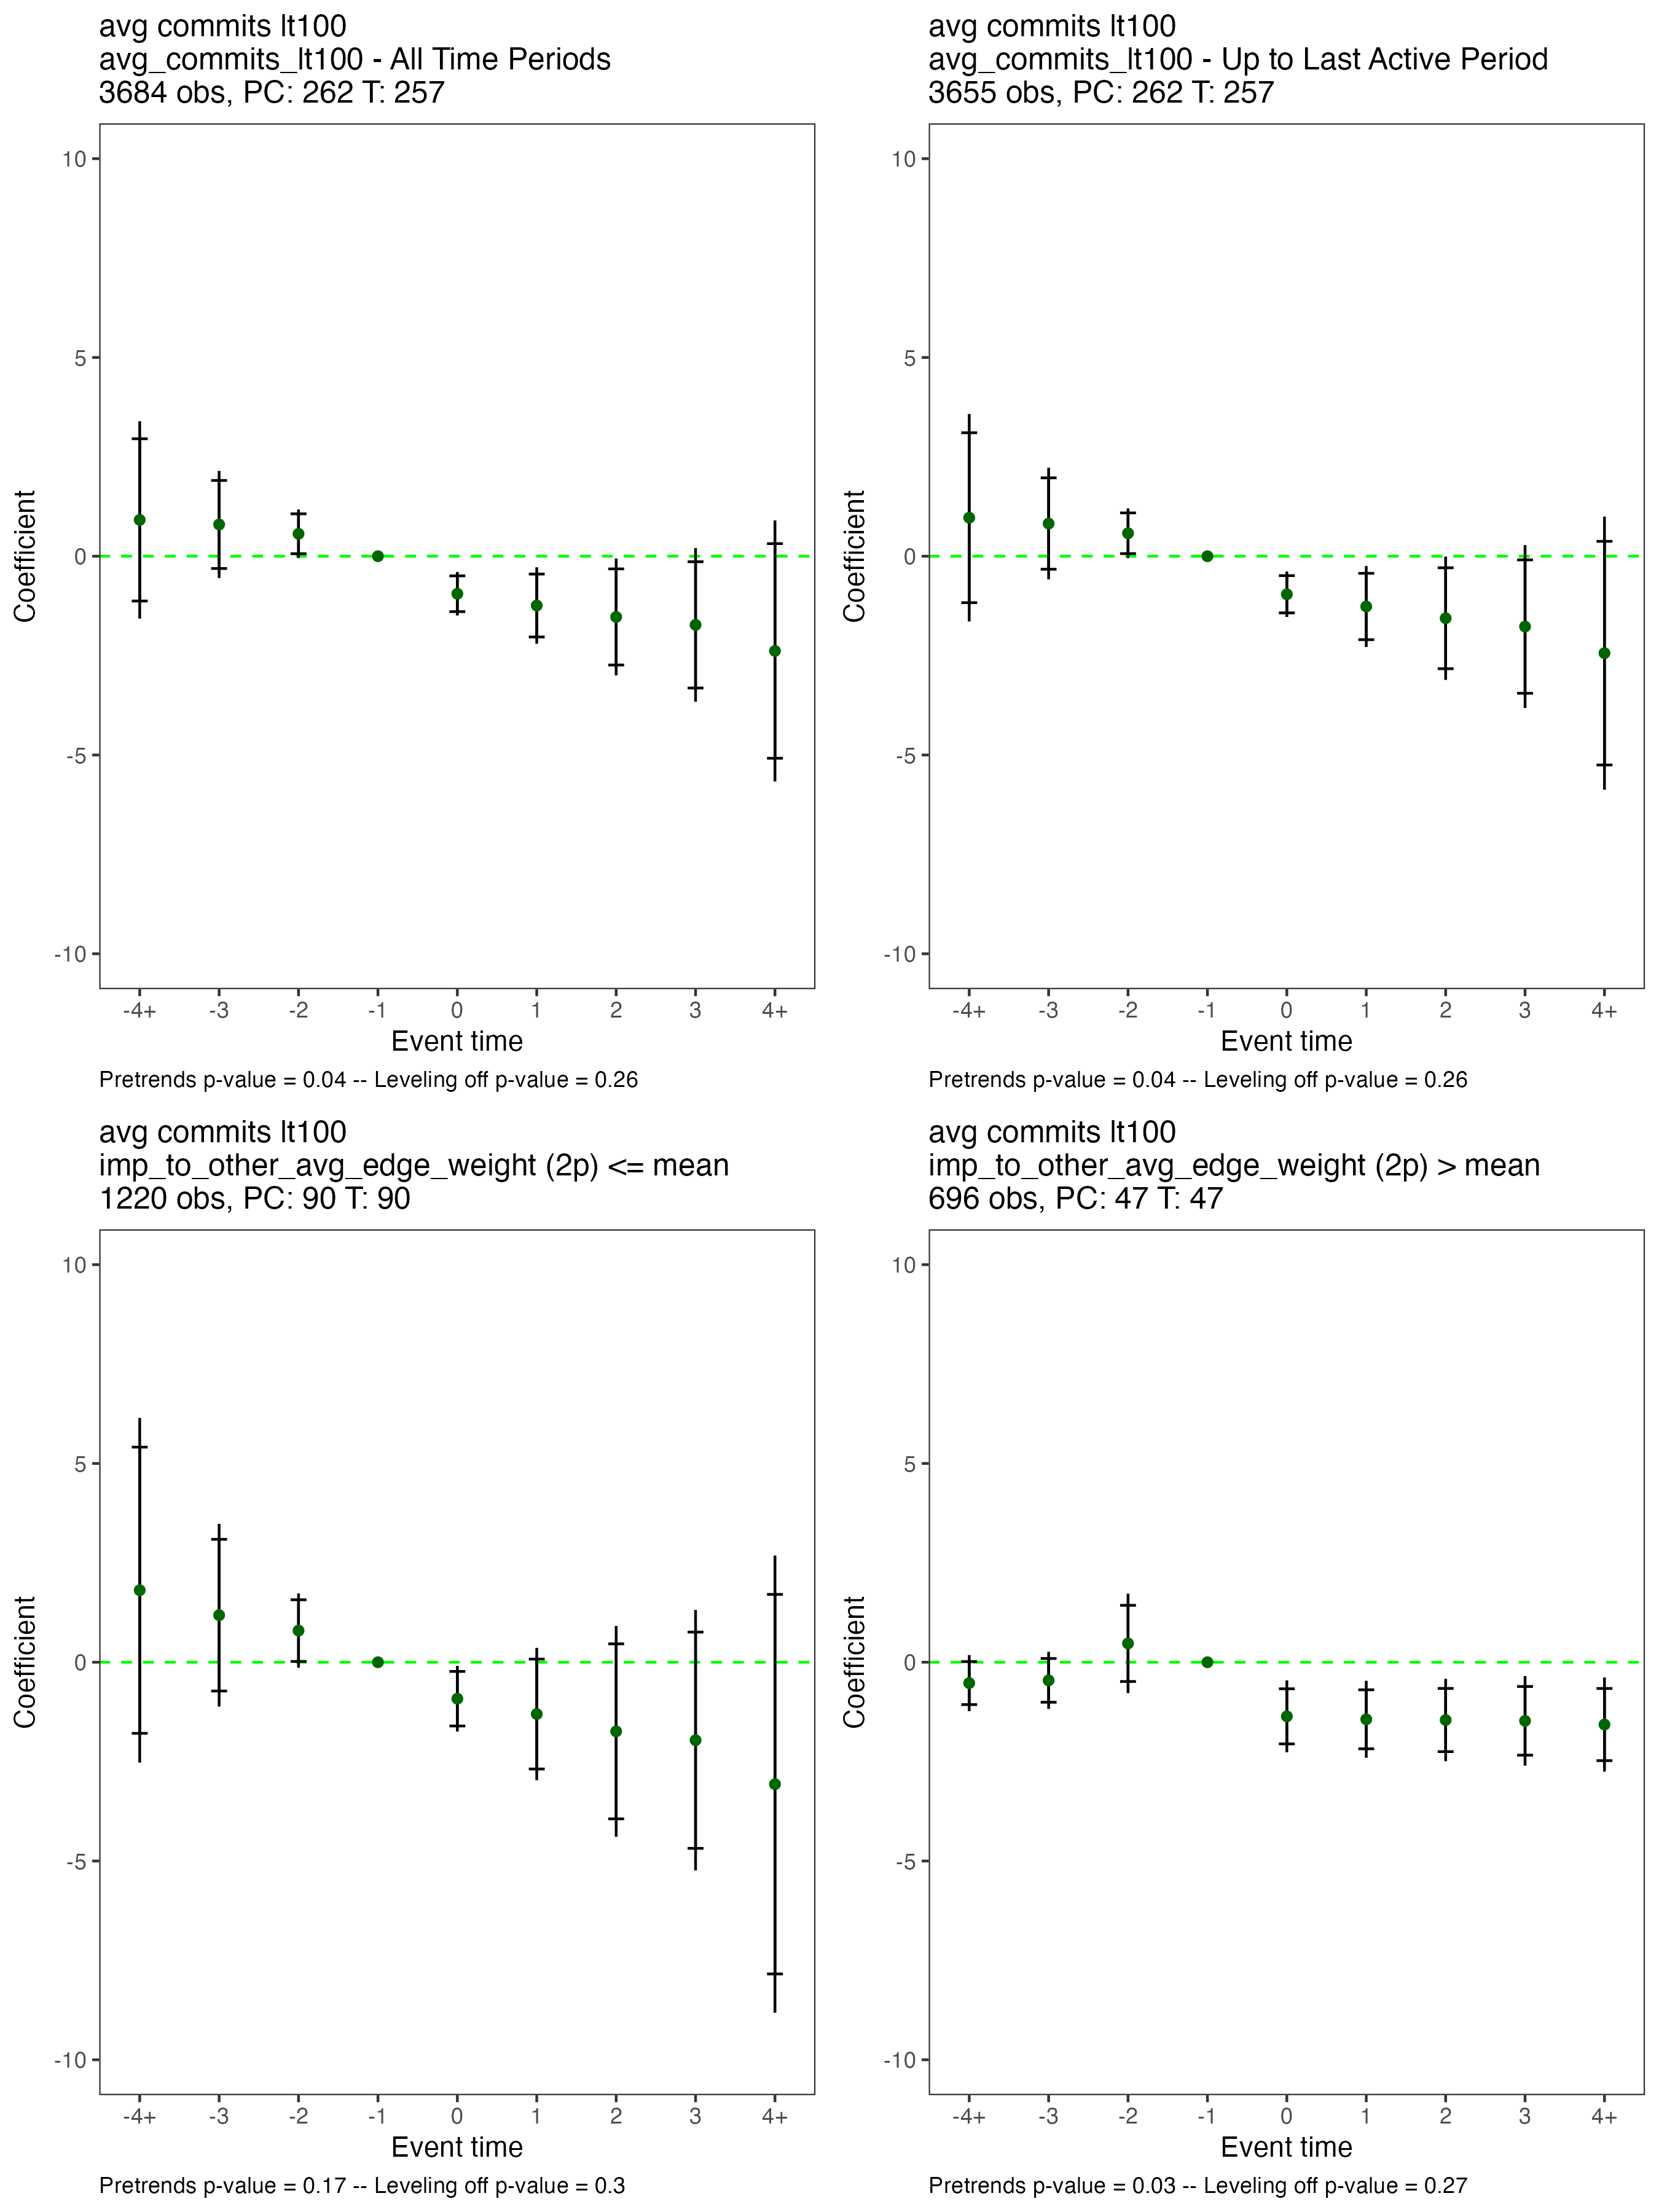 avg commits lt100
avg_commits_lt100 - All Time Periods
3684 obs, PC: 262 T: 257
10
5
0
-5
-10
Coefficient
-4+ -3 -2 -1 0 1 2 3 4+
Event time
Pretrends p-value = 0.04 -- Leveling off p-value = 0.26
avg commits lt100
avg_commits_lt100 - Up to Last Active Period
3655 obs, PC: 262 T: 257
10
5
0
-5
-10
Coefficient
-4+ -3 -2 -1 0 1 2 3 4+
Event time
Pretrends p-value = 0.04 -- Leveling off p-value = 0.26
avg commits lt100
imp_to_other_avg_edge_weight (2p) <= mean
1220 obs, PC: 90 T: 90
10
5
0
-5
-10
Coefficient
-4+ -3 -2 -1 0 1 2 3 4+
Event time
Pretrends p-value = 0.17 -- Leveling off p-value = 0.3
avg commits lt100
imp_to_other_avg_edge_weight (2p) > mean
696 obs, PC: 47 T: 47
10
5
0
-5
-10
Coefficient
-4+ -3 -2 -1 0 1 2 3 4+
Event time
Pretrends p-value = 0.03 -- Leveling off p-value = 0.27